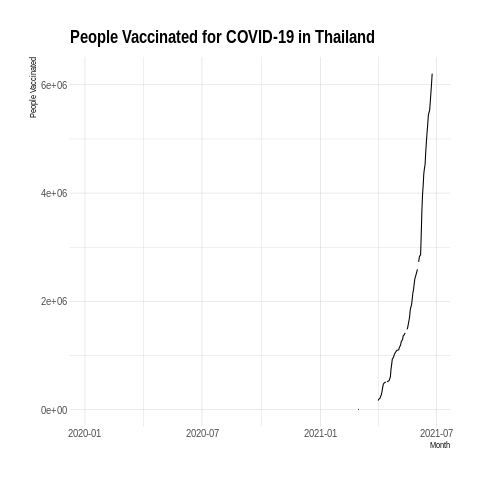 People Vaccinated for COVID-19 in Thailand
People Vaccinated
6e+06
4e+06
2e+06
0e+00
2020-01
2020-07
2021-01
2021-07
Month